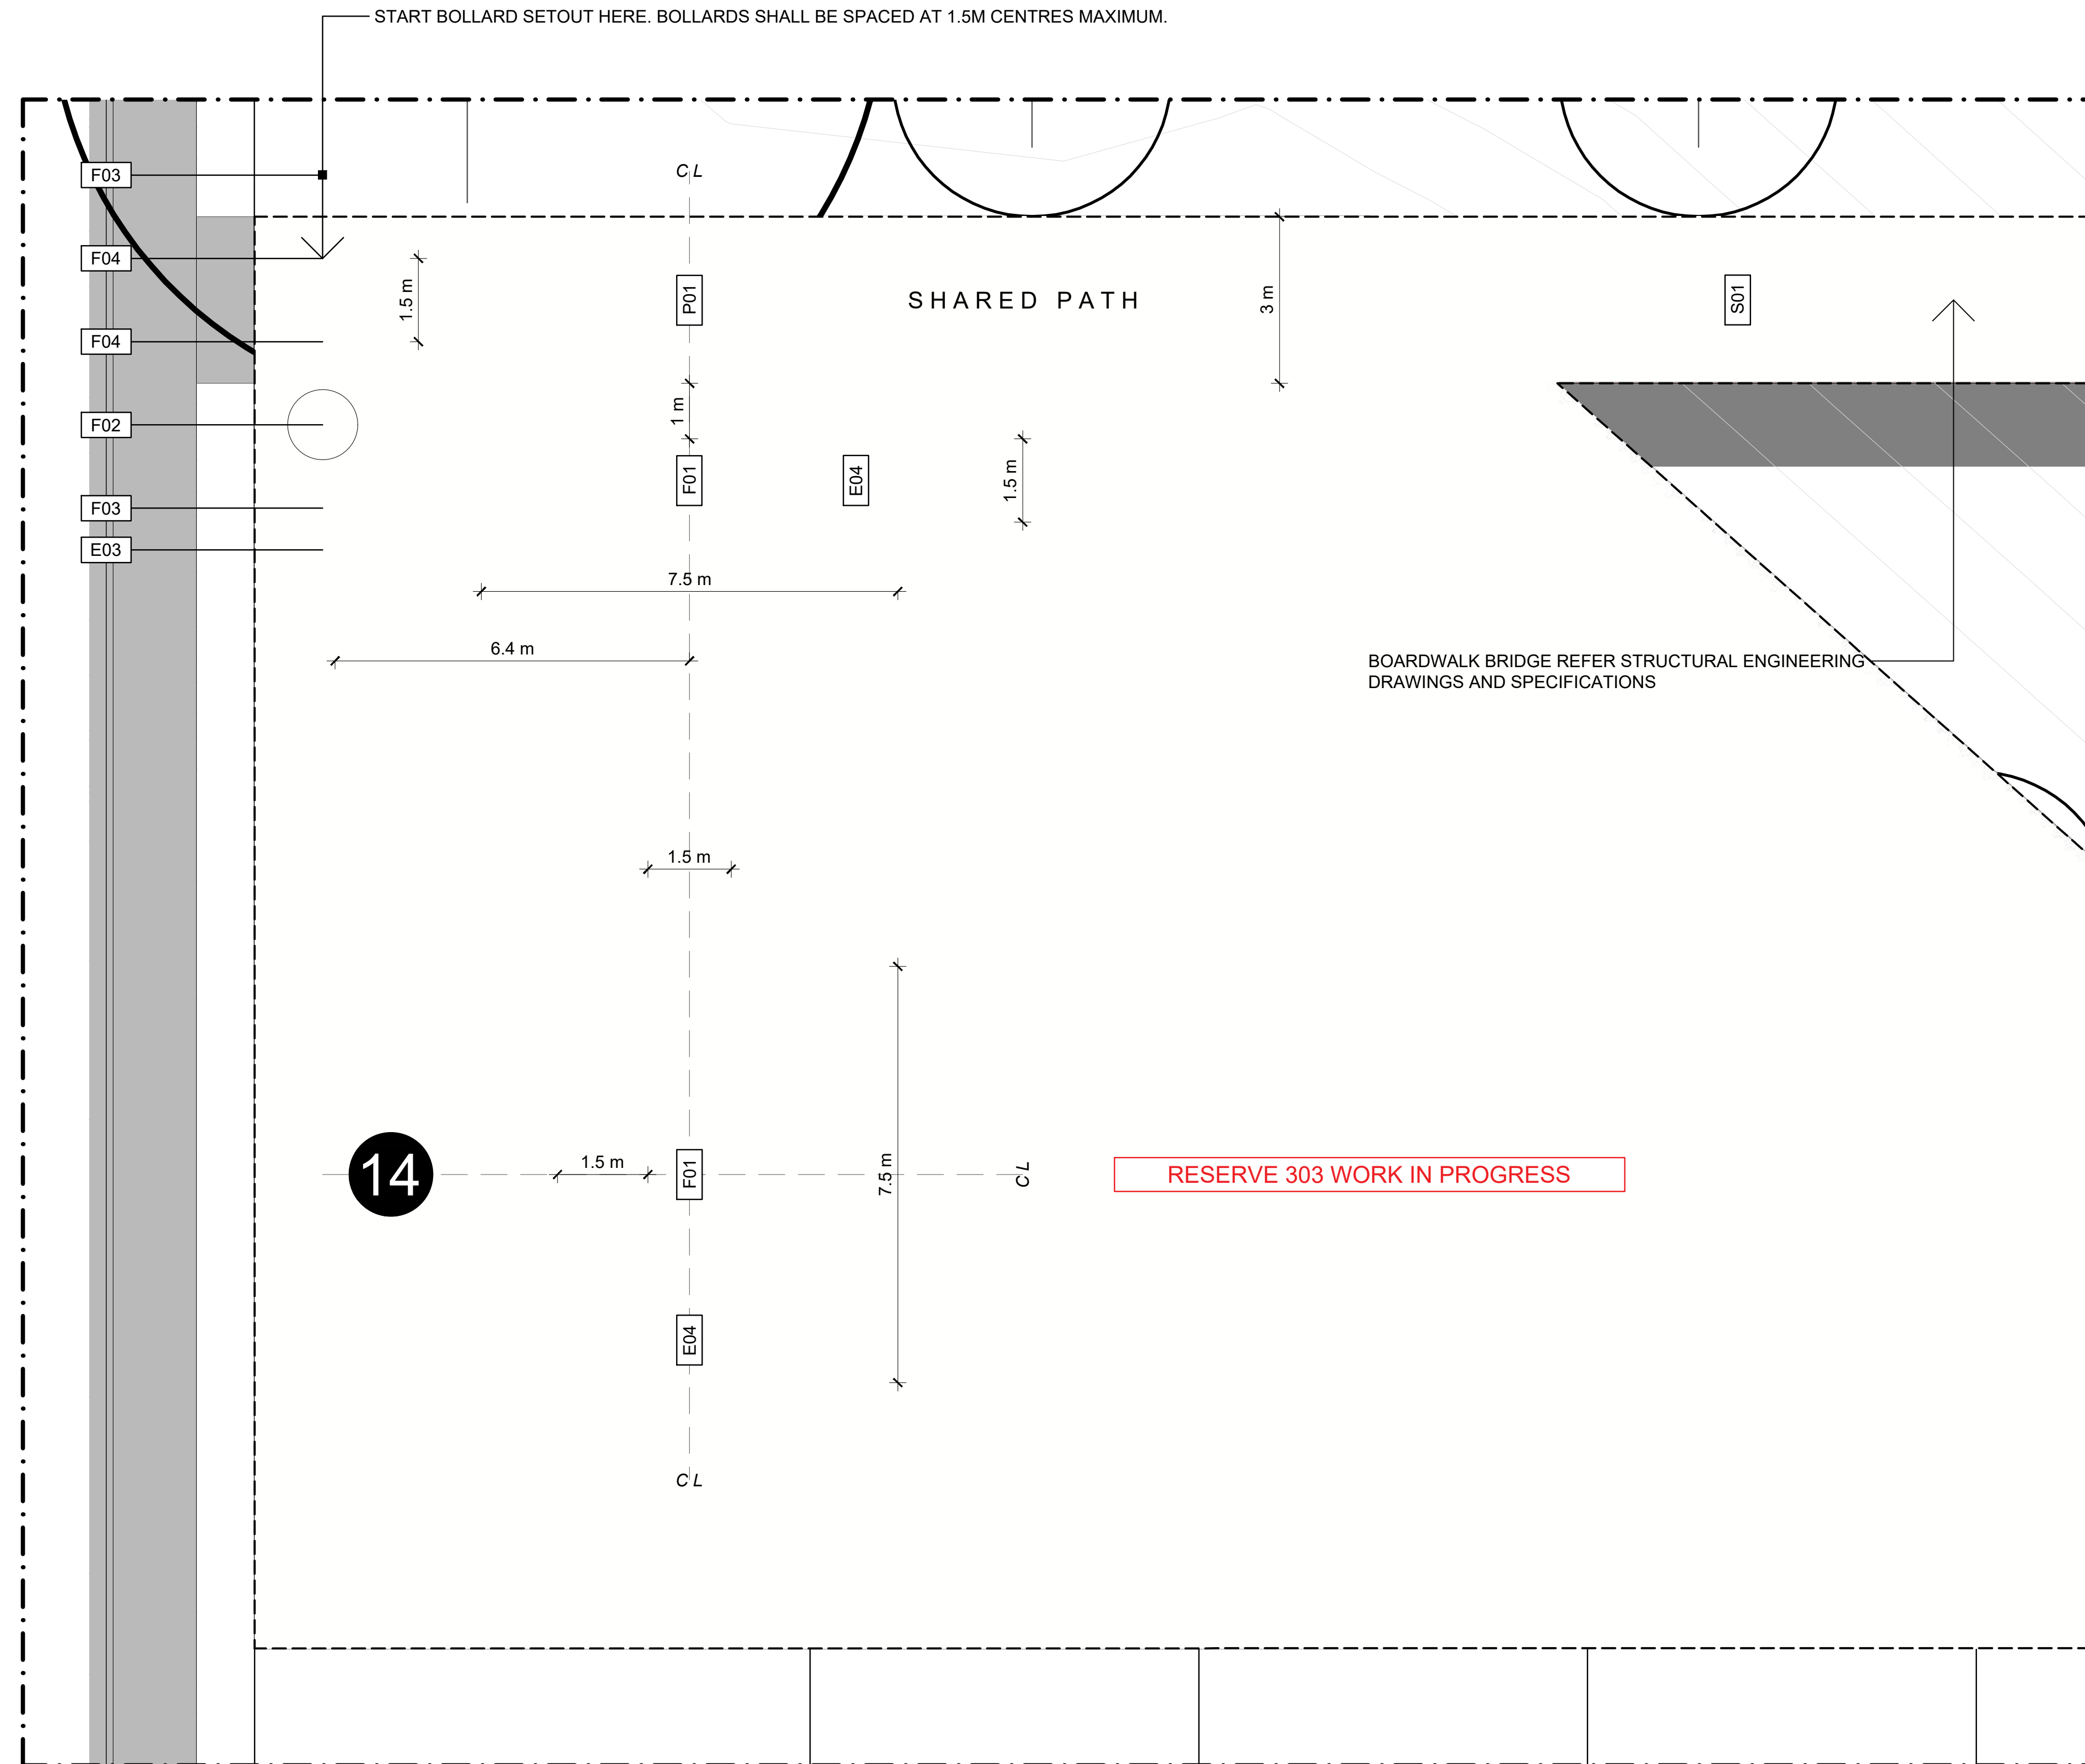 START BOLLARD SETOUT HERE. BOLLARDS SHALL BE SPACED AT 1.5M CENTRES MAXIMUM.
F03
C L
F04
1.5 m
P01
SHARED PATH
3 m
S01
F04
1 m
F02
F01
E04
1.5 m
F03
E03
7.5 m
6.4 m
BOARDWALK BRIDGE REFER STRUCTURAL ENGINEERING
DRAWINGS AND SPECIFICATIONS
1.5 m
14
1.5 m
F01
7.5 m
C L
RESERVE 303 WORK IN PROGRESS
E04
C L